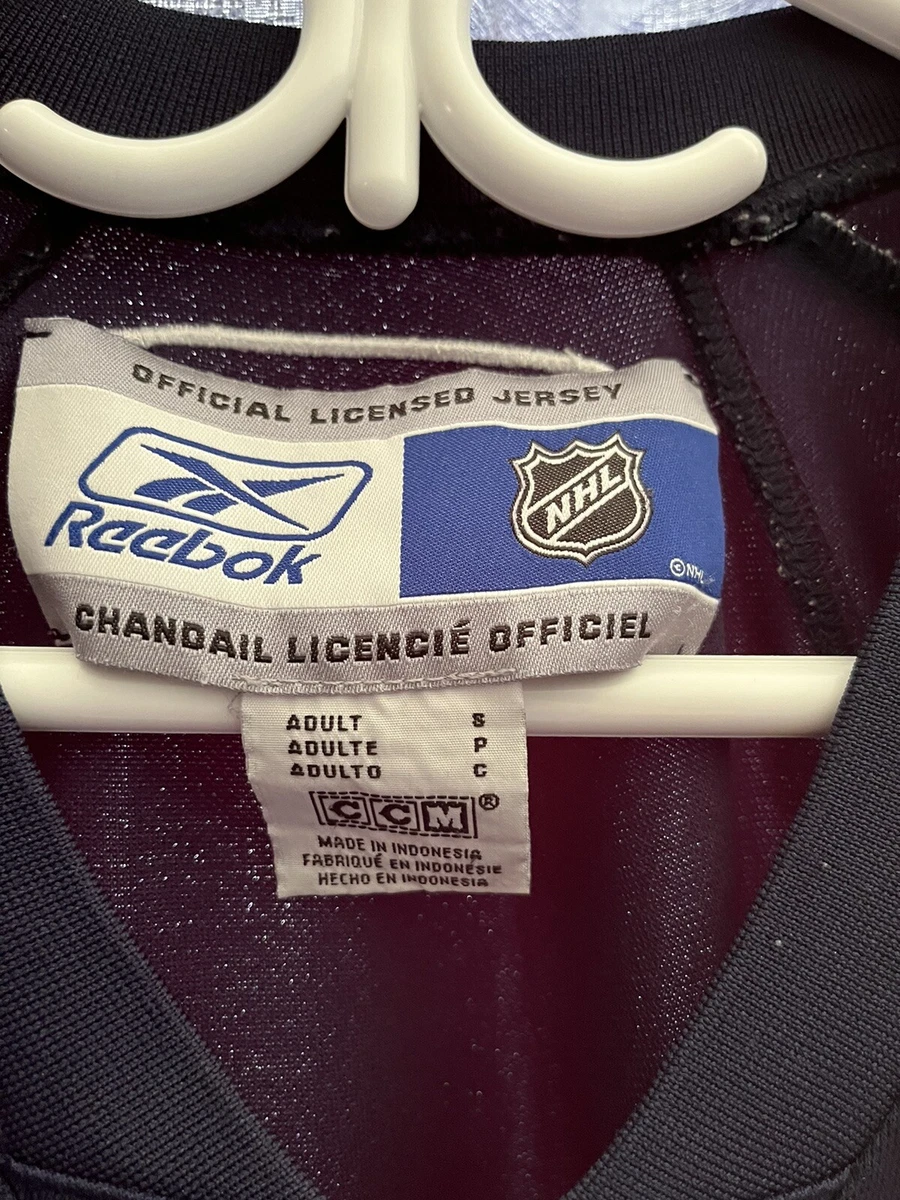 OFFICIAL LICENSED JERSEY
Reebok
NHL
©NHL
CHANDAIL LICENCIÉ OFFICIEL
ADULT S
ADULTE P
ADULTO C
CCM®
MADE IN INDONESIA
FABRIQUÉ EN INDONÉSIE
HECHO EN INDONESIA